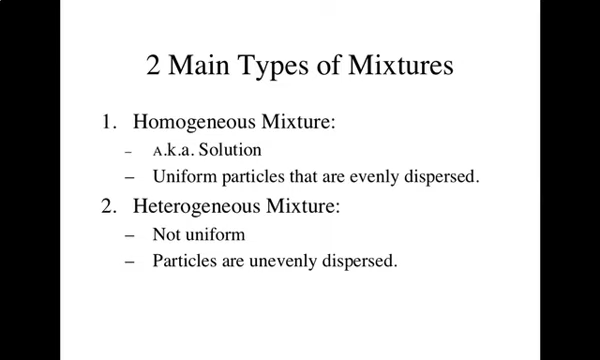 2 Main Types of Mixtures
1. Homogeneous Mixture:
– A.k.a. Solution
– Uniform particles that are evenly dispersed.
2. Heterogeneous Mixture:
– Not uniform
– Particles are unevenly dispersed.